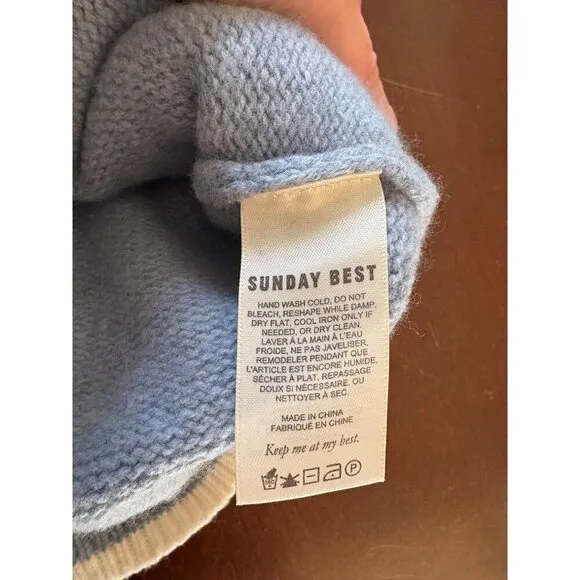 SUNDAY BEST
HAND WASH COLD, DO NOT
BLEACH, RESHAPE WHILE DAMP,
DRY FLAT, COOL IRON ONLY IF
NEEDED, OR DRY CLEAN.
LAVER À LA MAIN À L'EAU
FROIDE, NE PAS JAVELISER,
REMODELER PENDANT QUE
L'ARTICLE EST ENCORE HUMIDE.
SÉCHER À PLAT, REPASSAGE
DOUX SI NÉCESSAIRE, OU
NETTOYER À SEC.
MADE IN CHINA
FABRIQUÉ EN CHINE
Keep me at my best.
P